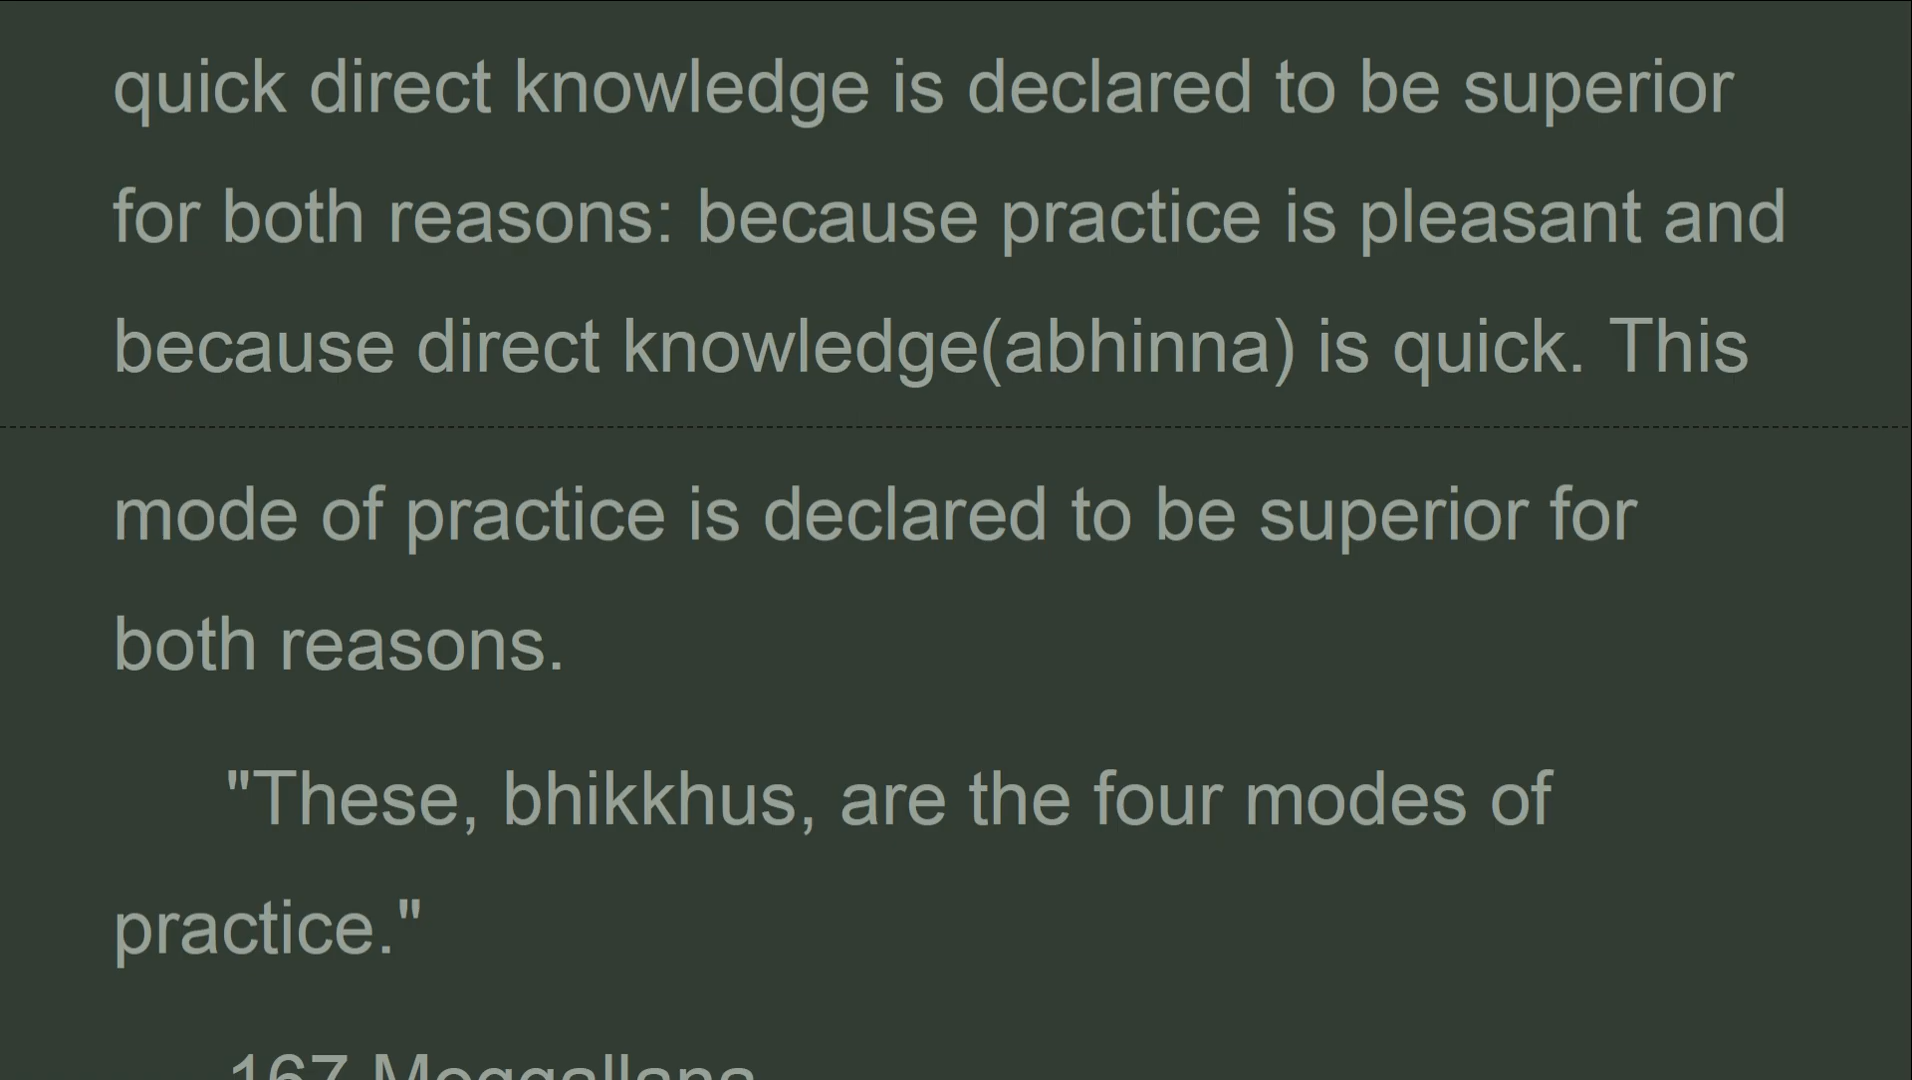 quick direct knowledge is declared to be superior
for both reasons: because practice is pleasant and
because direct knowledge(abhinna) is quick. This
mode of practice is declared to be superior for
both reasons.
"These, bhikkhus, are the four modes of
practice."
167 Moggallana